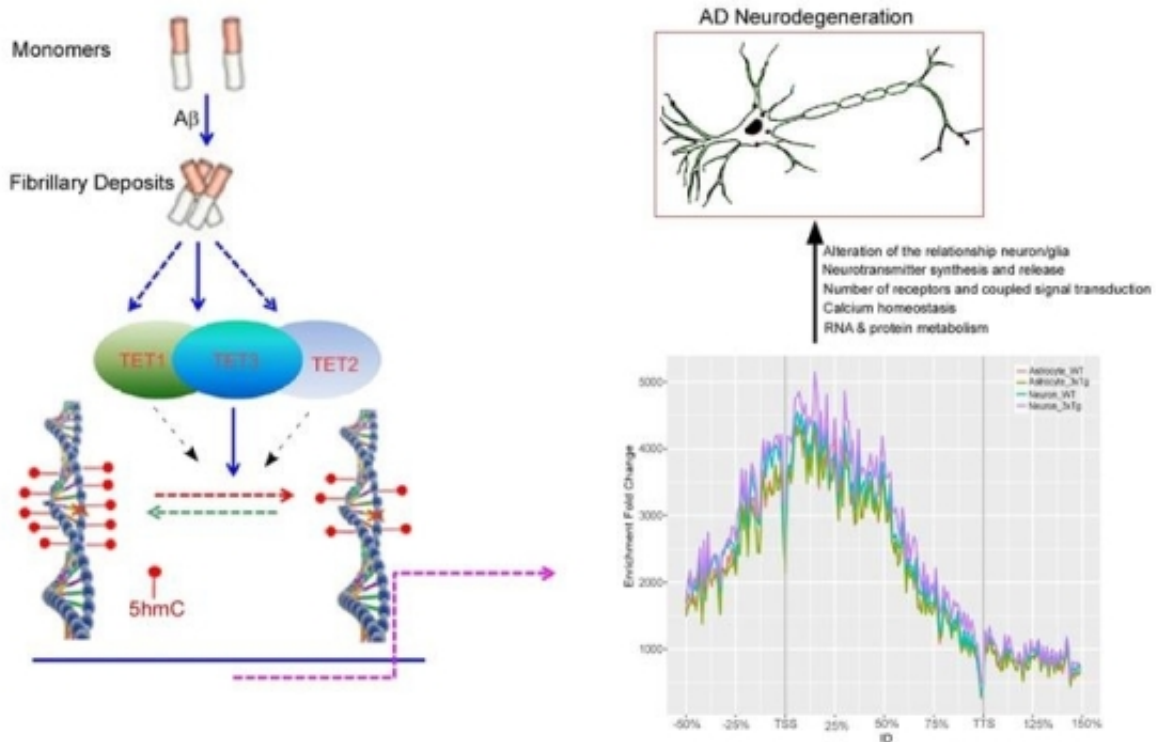 Monomers
Aβ
Fibrillary Deposits
TET1
TET3
TET2
5hmC
AD Neurodegeneration
Alteration of the relationship neuron/glia
Neurotransmitter synthesis and release
Number of receptors and coupled signal transduction
Calcium homeostasis
RNA & protein metabolism
Astrocyte_WT
Astrocyte_3xTg
Neuron_WT
Neuron_3xTg
Enrichment Fold Change
5000
4000
3000
2000
1000
-50%
-25%
TSS
25%
50%
75%
TTS
125%
150%
ID